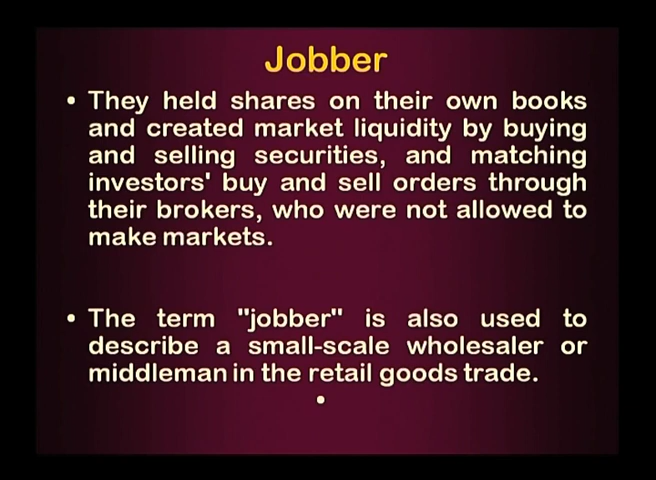 Jobber
• They held shares on their own books
and created market liquidity by buying
and selling securities, and matching
investors' buy and sell orders through
their brokers, who were not allowed to
make markets.
• The term "jobber" is also used to
describe a small-scale wholesaler or
middleman in the retail goods trade.
•